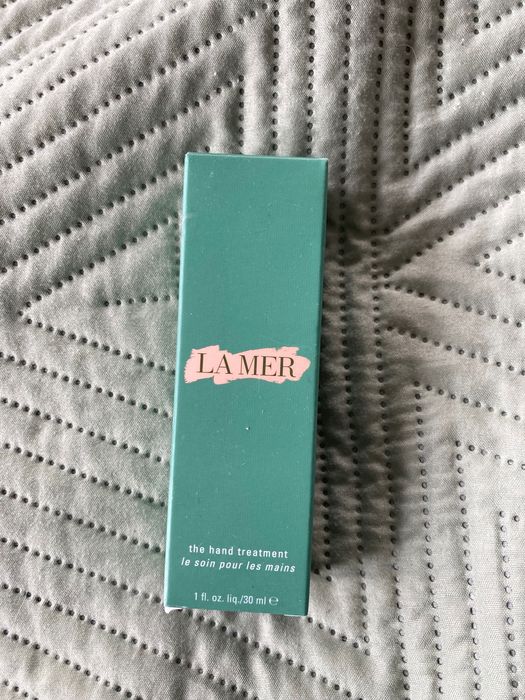 LA MER
the hand treatment
le soin pour les mains
1 fl. oz. liq./30 ml ℮